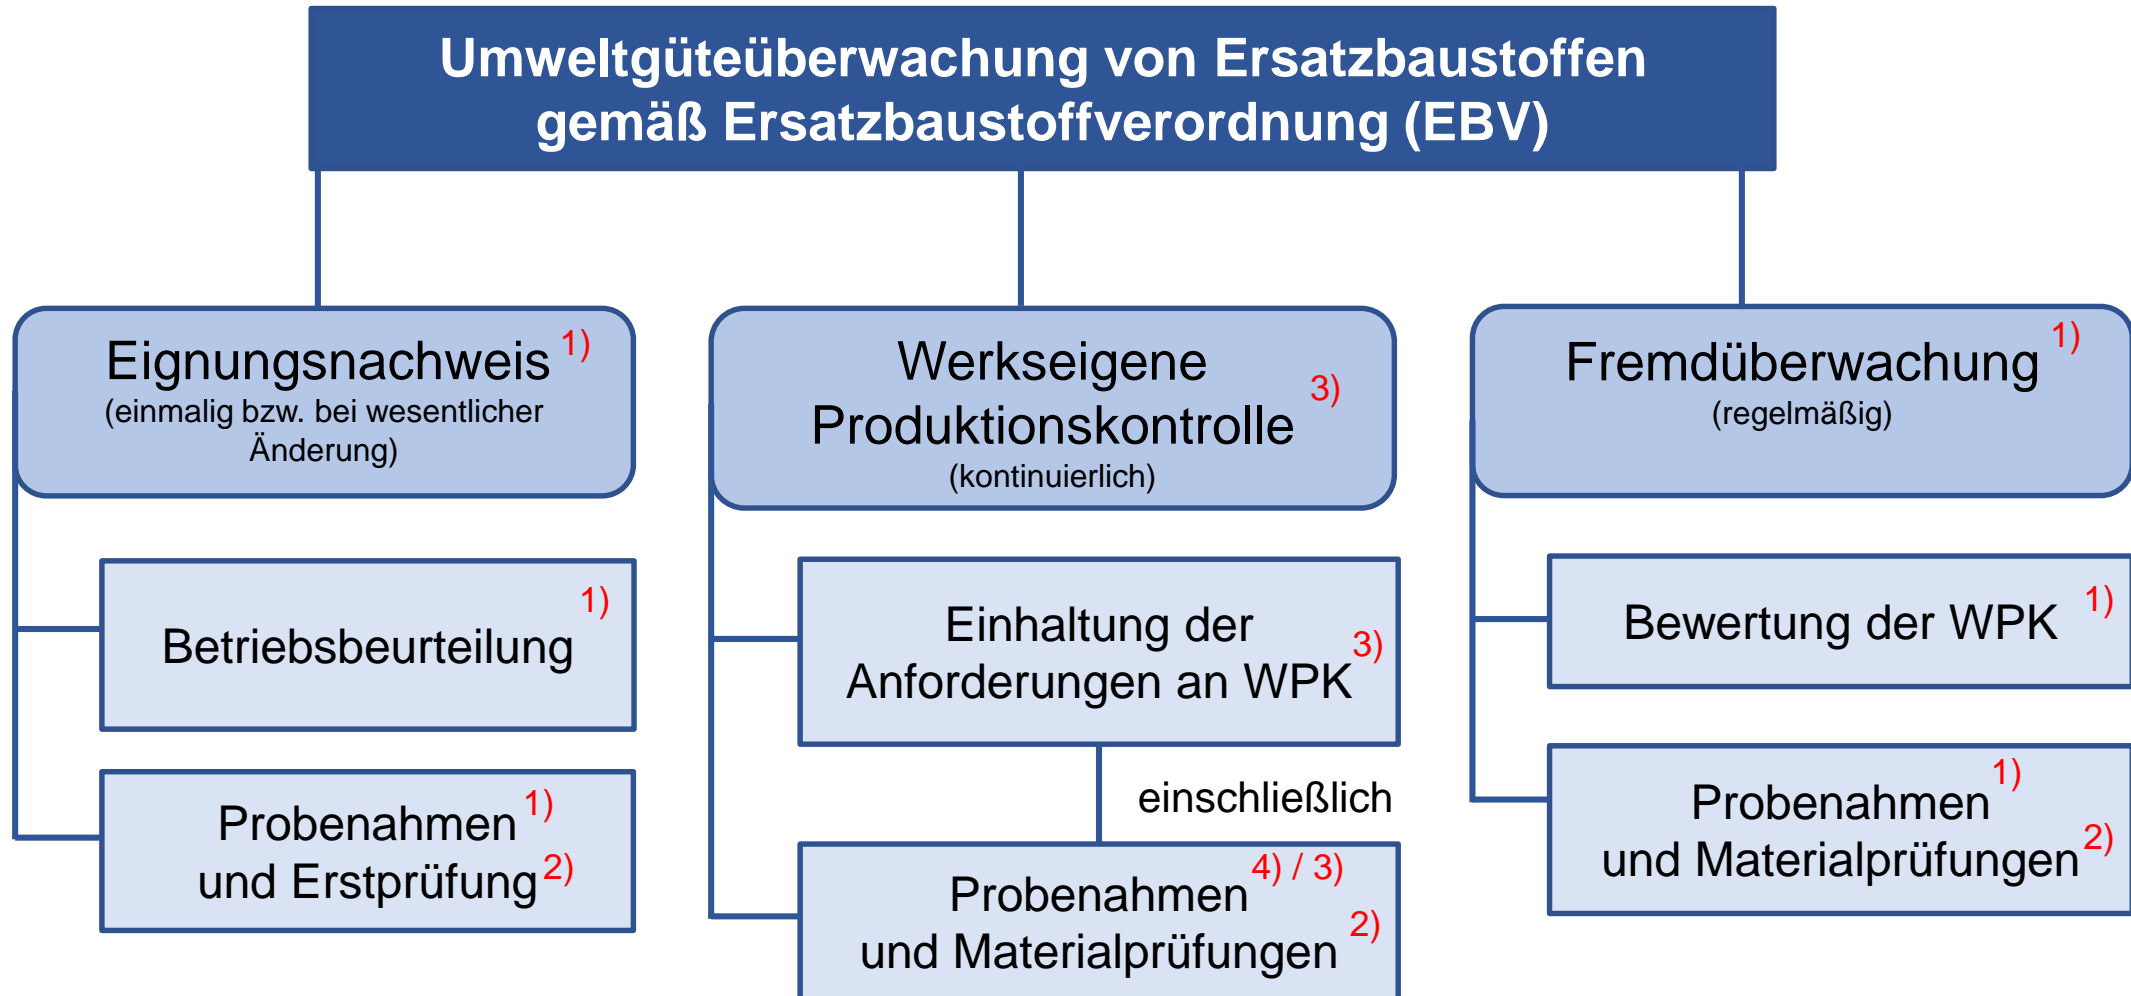 Umweltgüteüberwachung von Ersatzbaustoffen
gemäß Ersatzbaustoffverordnung (EBV)
Eignungsnachweis 1)
(einmalig bzw. bei wesentlicher
Änderung)
Betriebsbeurteilung 1)
Probenahmen 1)
und Erstprüfung 2)
Werkseigene
Produktionskontrolle 3)
(kontinuierlich)
Einhaltung der
Anforderungen an WPK 3)
einschließlich
Probenahmen 4) / 3)
und Materialprüfungen 2)
Fremdüberwachung 1)
(regelmäßig)
Bewertung der WPK 1)
Probenahmen 1)
und Materialprüfungen 2)